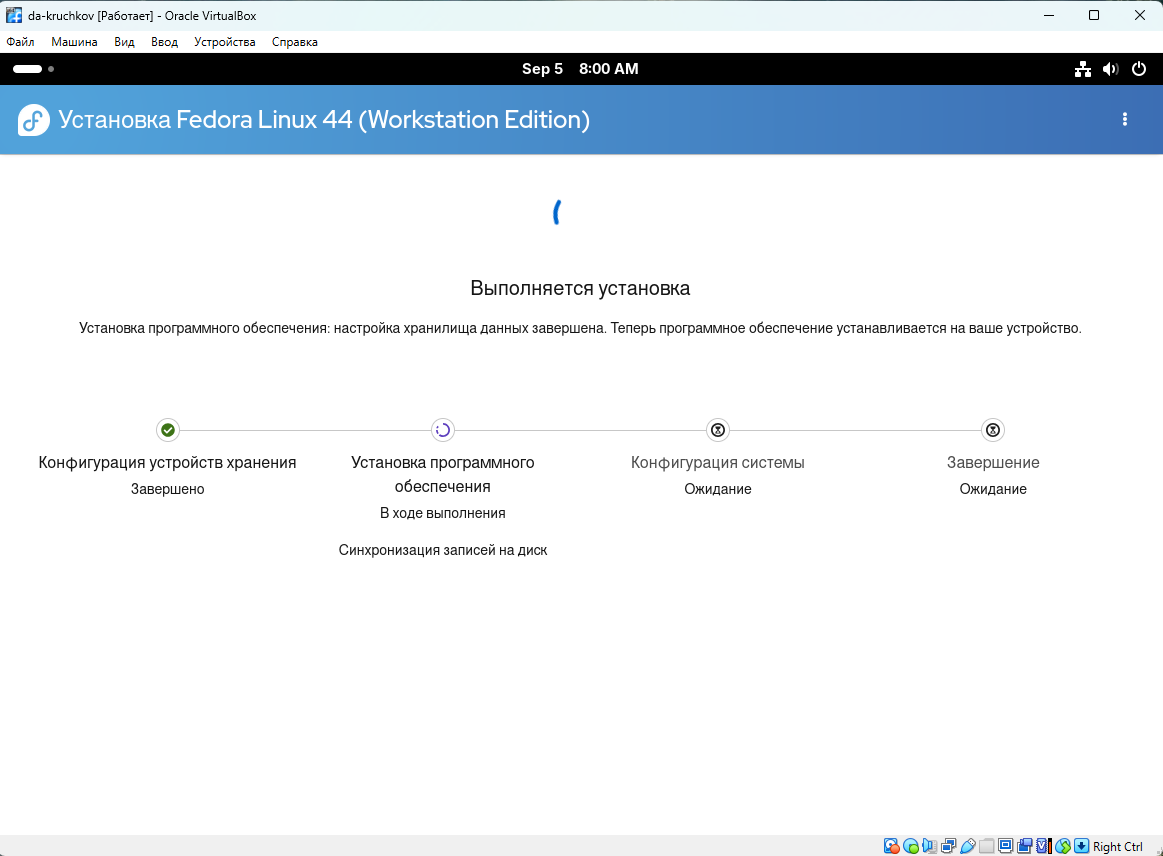 da-kruchkov [Работает] - Oracle VirtualBox
Файл Машина Вид Ввод Устройства Справка
Sep 5 8:00 AM
Установка Fedora Linux 44 (Workstation Edition)
Выполняется установка
Установка программного обеспечения: настройка хранилища данных завершена. Теперь программное обеспечение устанавливается на ваше устройство.
Конфигурация устройств хранения
Завершено
Установка программного
обеспечения
В ходе выполнения
Синхронизация записей на диск
Конфигурация системы
Ожидание
Завершение
Ожидание
Right Ctrl